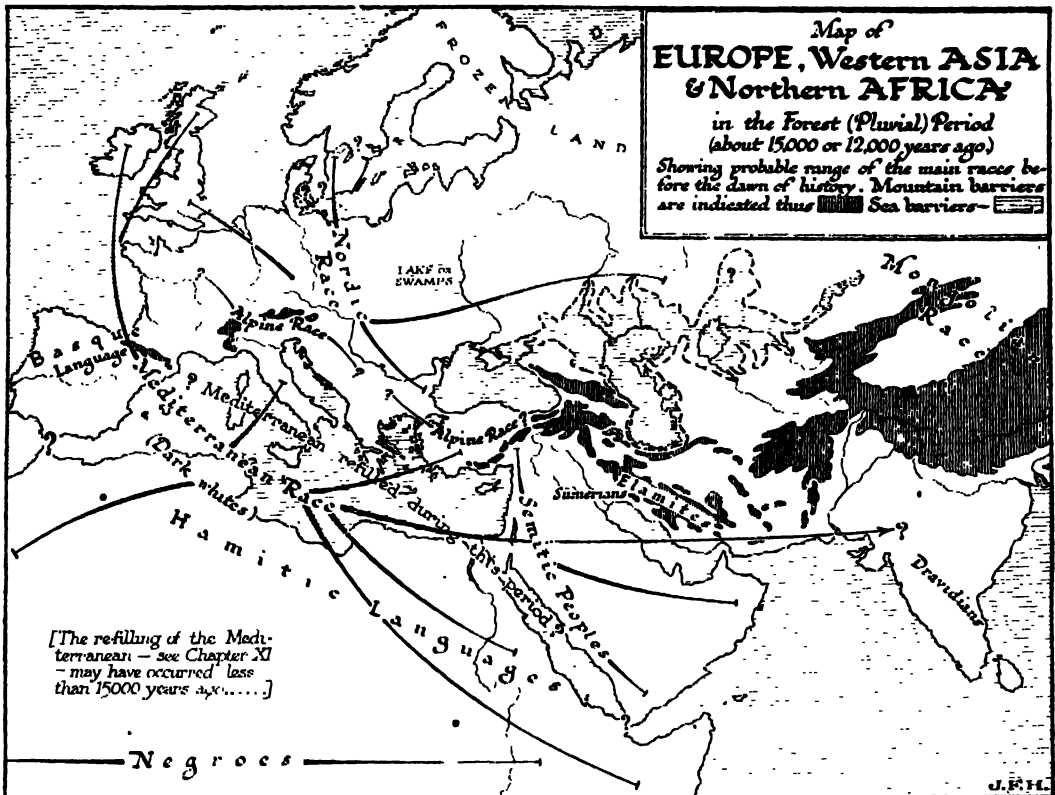 Map of
EUROPE, Western ASIA
& Northern AFRICA
in the Forest (Pluvial) Period
(about 15,000 or 12,000 years ago.)
Showing probable range of the main races be-
fore the dawn of history. Mountain barriers
are indicated thus Sea barriers-
FROZEN
LAND
Nordic
Race
LAKE or
SWAMPS
Mongolic
Race
Alpine Race
Basque
Language
Mediterranean Race
(Dark whites)
Mediterranean refilled during this period?
Alpine Race?
Sumerians
Elamites
Semitic Peoples
Dravidians
Hamitic Languages
[The refilling of the Medi-
terranean - see Chapter XI
- may have occurred less
than 15000 years ago......]
Negroes
J.F.H.